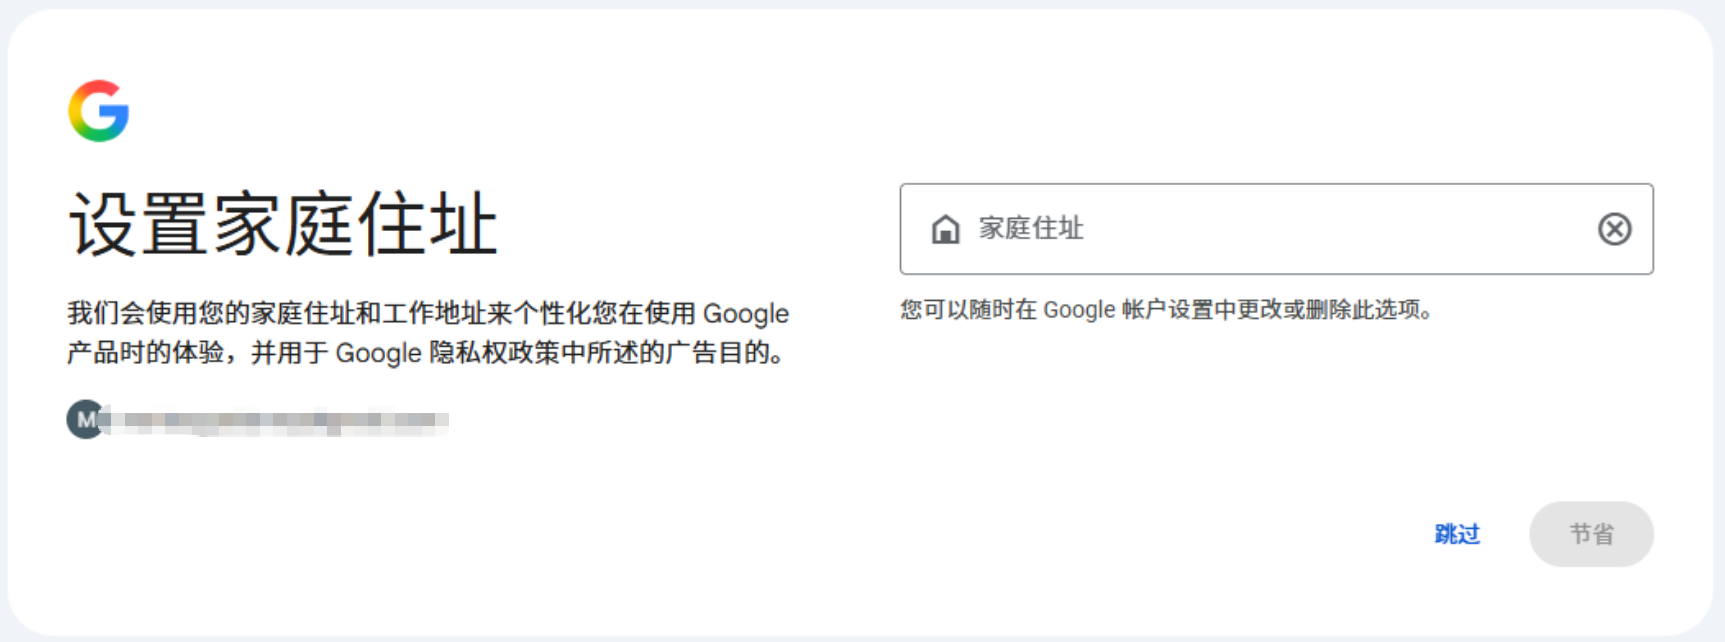 设置家庭住址
我们会使用您的家庭住址和工作地址来个性化您在使用 Google
产品时的体验，并用于 Google 隐私权政策中所述的广告目的。
M
家庭住址
您可以随时在 Google 帐户设置中更改或删除此选项。
跳过
节省